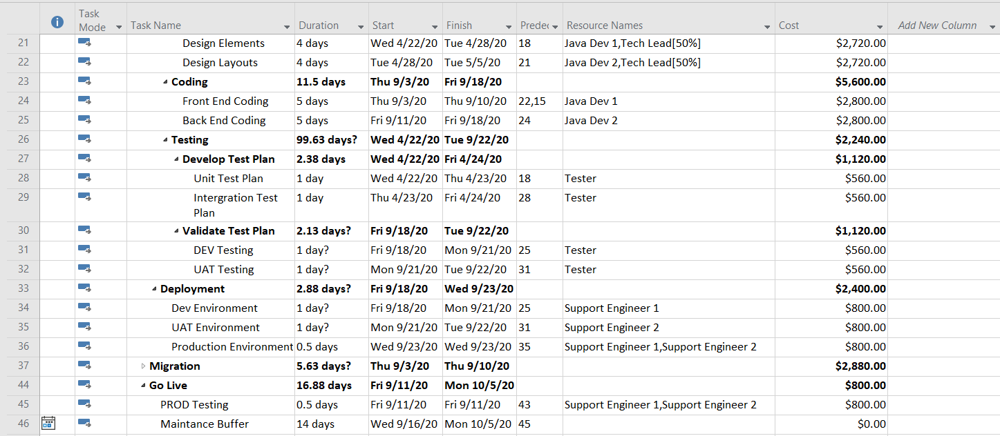 Task Mode Task Name Duration Start Finish Predec Resource Names Cost Add New Column
21 Design Elements 4 days Wed 4/22/20 Tue 4/28/20 18 Java Dev 1,Tech Lead[50%] $2,720.00
22 Design Layouts 4 days Tue 4/28/20 Tue 5/5/20 21 Java Dev 2,Tech Lead[50%] $2,720.00
23 Coding 11.5 days Thu 9/3/20 Fri 9/18/20 $5,600.00
24 Front End Coding 5 days Thu 9/3/20 Thu 9/10/20 22,15 Java Dev 1 $2,800.00
25 Back End Coding 5 days Fri 9/11/20 Fri 9/18/20 24 Java Dev 2 $2,800.00
26 Testing 99.63 days? Wed 4/22/20 Tue 9/22/20 $2,240.00
27 Develop Test Plan 2.38 days Wed 4/22/20 Fri 4/24/20 $1,120.00
28 Unit Test Plan 1 day Wed 4/22/20 Thu 4/23/20 18 Tester $560.00
29 Intergration Test Plan 1 day Thu 4/23/20 Fri 4/24/20 28 Tester $560.00
30 Validate Test Plan 2.13 days? Fri 9/18/20 Tue 9/22/20 $1,120.00
31 DEV Testing 1 day? Fri 9/18/20 Mon 9/21/20 25 Tester $560.00
32 UAT Testing 1 day? Mon 9/21/20 Tue 9/22/20 31 Tester $560.00
33 Deployment 2.88 days? Fri 9/18/20 Wed 9/23/20 $2,400.00
34 Dev Environment 1 day? Fri 9/18/20 Mon 9/21/20 25 Support Engineer 1 $800.00
35 UAT Environment 1 day? Mon 9/21/20 Tue 9/22/20 31 Support Engineer 2 $800.00
36 Production Environment 0.5 days Wed 9/23/20 Wed 9/23/20 35 Support Engineer 1,Support Engineer 2 $800.00
37 Migration 5.63 days? Thu 9/3/20 Thu 9/10/20 $2,880.00
44 Go Live 16.88 days Fri 9/11/20 Mon 10/5/20 $800.00
45 PROD Testing 0.5 days Fri 9/11/20 Fri 9/11/20 43 Support Engineer 1,Support Engineer 2 $800.00
46 Maintance Buffer 14 days Wed 9/16/20 Mon 10/5/20 45 $0.00